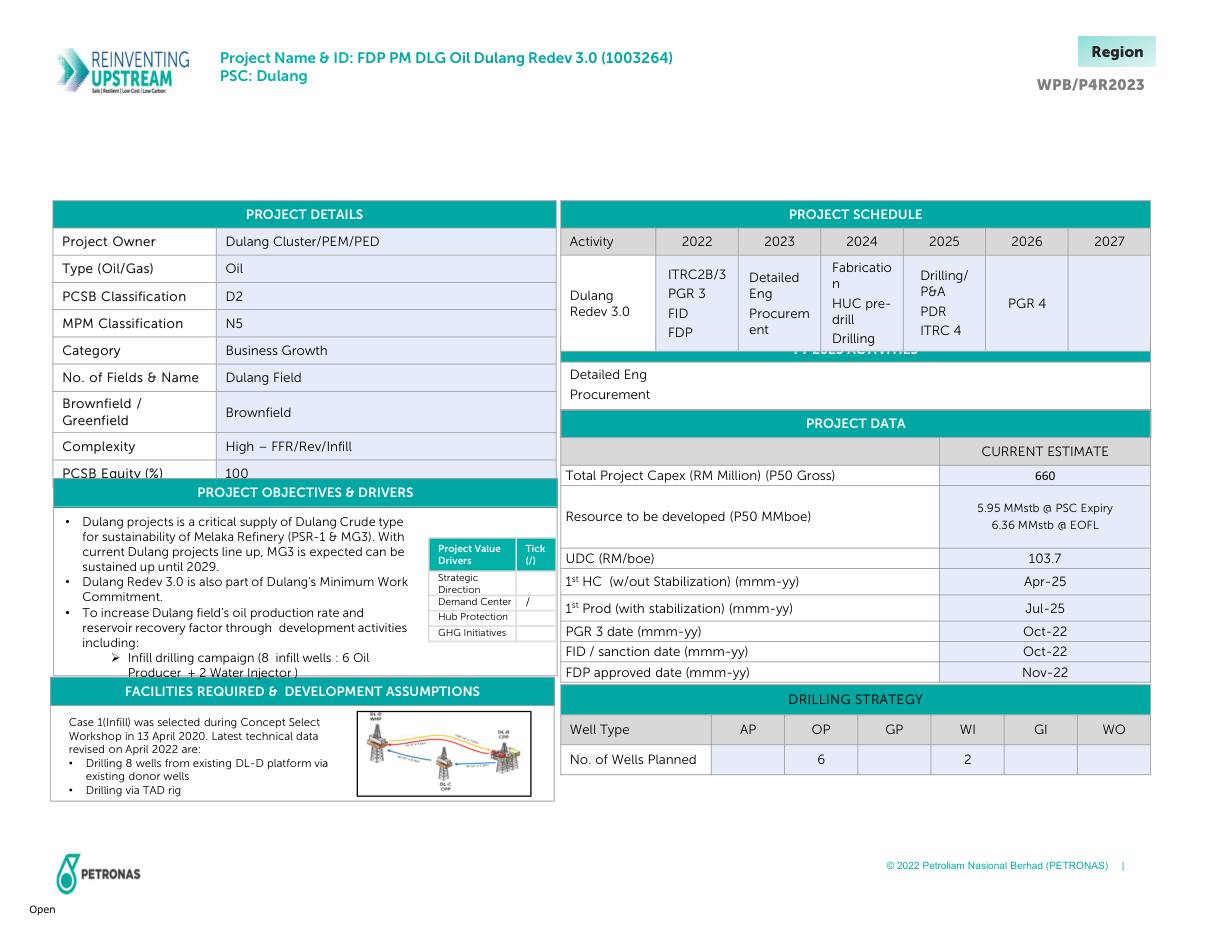 REINVENTING
UPSTREAM
Safe | Resilient | Low Cost | Low Carbon
Project Name & ID: FDP PM DLG Oil Dulang Redev 3.0 (1003264)
PSC: Dulang
Region
WPB/P4R2023
PROJECT DETAILS
Project Owner Dulang Cluster/PEM/PED
Type (Oil/Gas) Oil
PCSB Classification D2
MPM Classification N5
Category Business Growth
No. of Fields & Name Dulang Field
Brownfield /
Greenfield
Brownfield
Complexity High – FFR/Rev/Infill
PCSB Equity (%) 100
PROJECT OBJECTIVES & DRIVERS
• Dulang projects is a critical supply of Dulang Crude type
for sustainability of Melaka Refinery (PSR-1 & MG3). With
current Dulang projects line up, MG3 is expected can be
sustained up until 2029.
• Dulang Redev 3.0 is also part of Dulang's Minimum Work
Commitment.
• To increase Dulang field's oil production rate and
reservoir recovery factor through development activities
including:
➢ Infill drilling campaign (8 infill wells : 6 Oil
Producer + 2 Water Injector )
Project Value
Drivers
Tick
(/)
Strategic
Direction
Demand Center /
Hub Protection
GHG Initiatives
FACILITIES REQUIRED & DEVELOPMENT ASSUMPTIONS
Case 1(Infill) was selected during Concept Select
Workshop in 13 April 2020. Latest technical data
revised on April 2022 are:
• Drilling 8 wells from existing DL-D platform via
existing donor wells
• Drilling via TAD rig
DL-D
WHP
DL-B
CPP
DL-C
CPP
PROJECT SCHEDULE
Activity 2022 2023 2024 2025 2026 2027
Dulang
Redev 3.0
ITRC2B/3
PGR 3
FID
FDP
Detailed
Eng
Procurem
ent
Fabricatio
n
HUC pre-
drill
Drilling
Drilling/
P&A
PDR
ITRC 4
PGR 4
Detailed Eng
Procurement
PROJECT DATA
CURRENT ESTIMATE
Total Project Capex (RM Million) (P50 Gross) 660
Resource to be developed (P50 MMboe)
5.95 MMstb @ PSC Expiry
6.36 MMstb @ EOFL
UDC (RM/boe) 103.7
1st HC (w/out Stabilization) (mmm-yy) Apr-25
1st Prod (with stabilization) (mmm-yy) Jul-25
PGR 3 date (mmm-yy) Oct-22
FID / sanction date (mmm-yy) Oct-22
FDP approved date (mmm-yy) Nov-22
DRILLING STRATEGY
Well Type AP OP GP WI GI WO
No. of Wells Planned 6 2
PETRONAS
© 2022 Petroliam Nasional Berhad (PETRONAS) |
Open